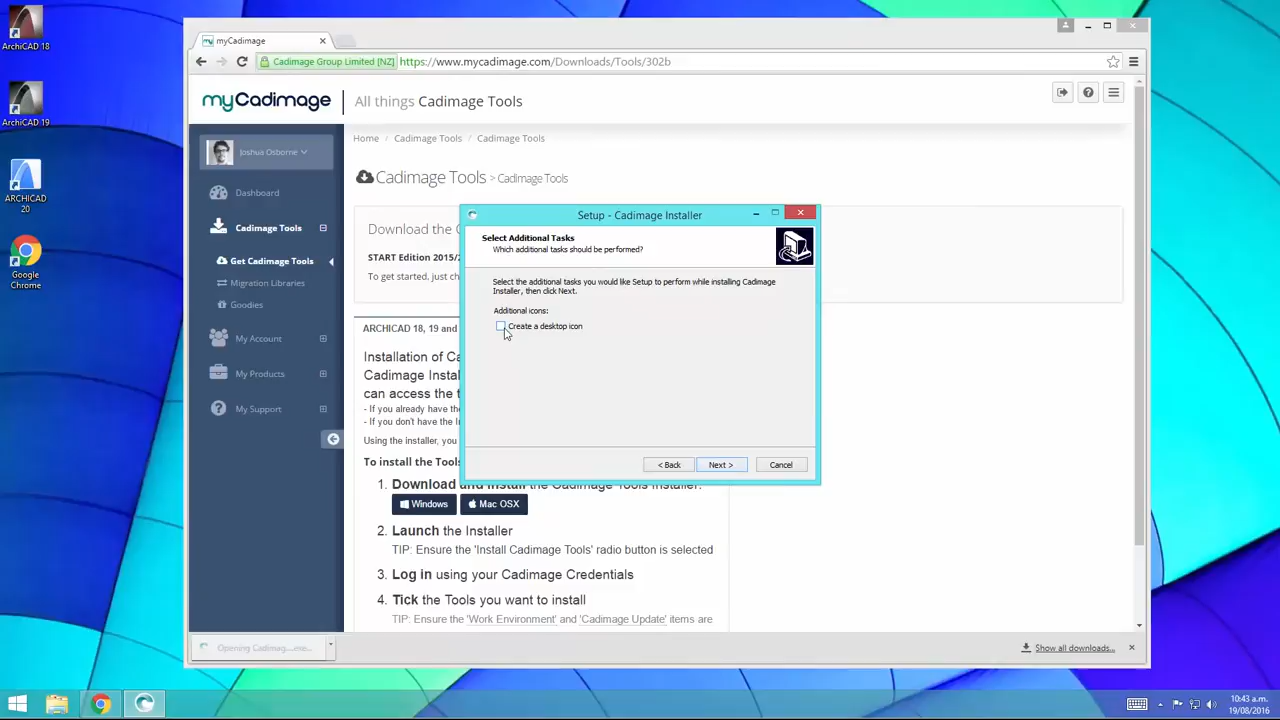 ArchiCAD 18
ArchiCAD 19
ARCHICAD
20
Google
Chrome
myCadimage
Cadimage Group Limited [NZ]
https://www.mycadimage.com/Downloads/Tools/302b
myCadimage
All things Cadimage Tools
Joshua Osborne
Dashboard
Cadimage Tools
Get Cadimage Tools
Migration Libraries
Goodies
My Account
My Products
My Support
Home / Cadimage Tools / Cadimage Tools
Cadimage Tools > Cadimage Tools
Download the
START Edition 2015/2
To get started, just
ARCHICAD 18, 19 and
Installation of
Cadimage
can access the
- If you already have the
- If you don't have the
Using the installer, you
To install the Tools
1. Download and install the Cadimage Tools Installer:
Windows
Mac OSX
2. Launch the Installer
TIP: Ensure the 'Install Cadimage Tools' radio button is selected
3. Log in using your Cadimage Credentials
4. Tick the Tools you want to install
TIP: Ensure the 'Work Environment' and 'Cadimage Update' items are
Setup - Cadimage Installer
Select Additional Tasks
Which additional tasks should be performed?
Select the additional tasks you would like Setup to perform while installing Cadimage
Installer, then click Next.
Additional icons:
Create a desktop icon
< Back
Next >
Cancel
Opening Cadimag....exe...
Show all downloads...
10:43 a.m.
19/08/2016